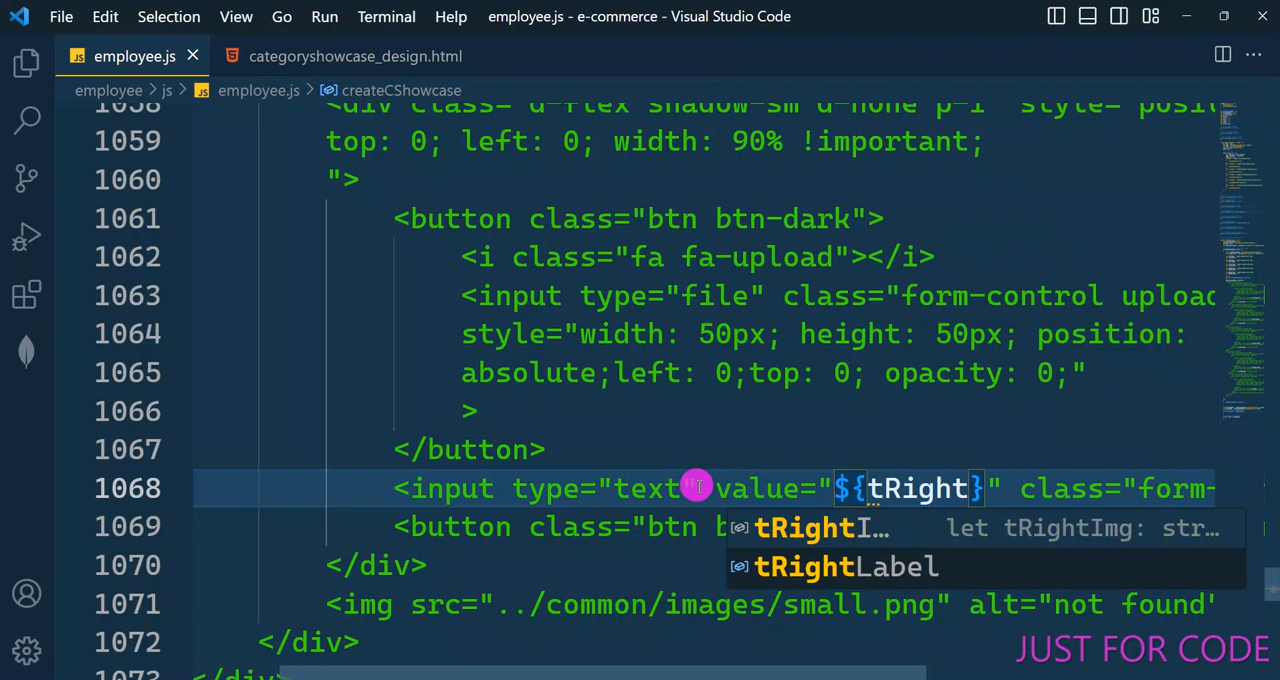 File Edit Selection View Go Run Terminal Help employee.js - e-commerce - Visual Studio Code
employee.js categoryshowcase_design.html
employee > js > employee.js > createCShowcase
1058 <div class="d-flex shadow-sm d-none p-1" style="posit
1059 top: 0; left: 0; width: 90% !important;
1060 ">
1061 <button class="btn btn-dark">
1062 <i class="fa fa-upload"></i>
1063 <input type="file" class="form-control upload
1064 style="width: 50px; height: 50px; position:
1065 absolute;left: 0;top: 0; opacity: 0;"
1066 >
1067 </button>
1068 <input type="text" value="${tRight}" class="form-
1069 <button class="btn b
tRightI… let tRightImg: str…
tRightLabel
1070 </div>
1071 <img src="../common/images/small.png" alt="not found"
1072 </div>
1073 </div>
JUST FOR CODE